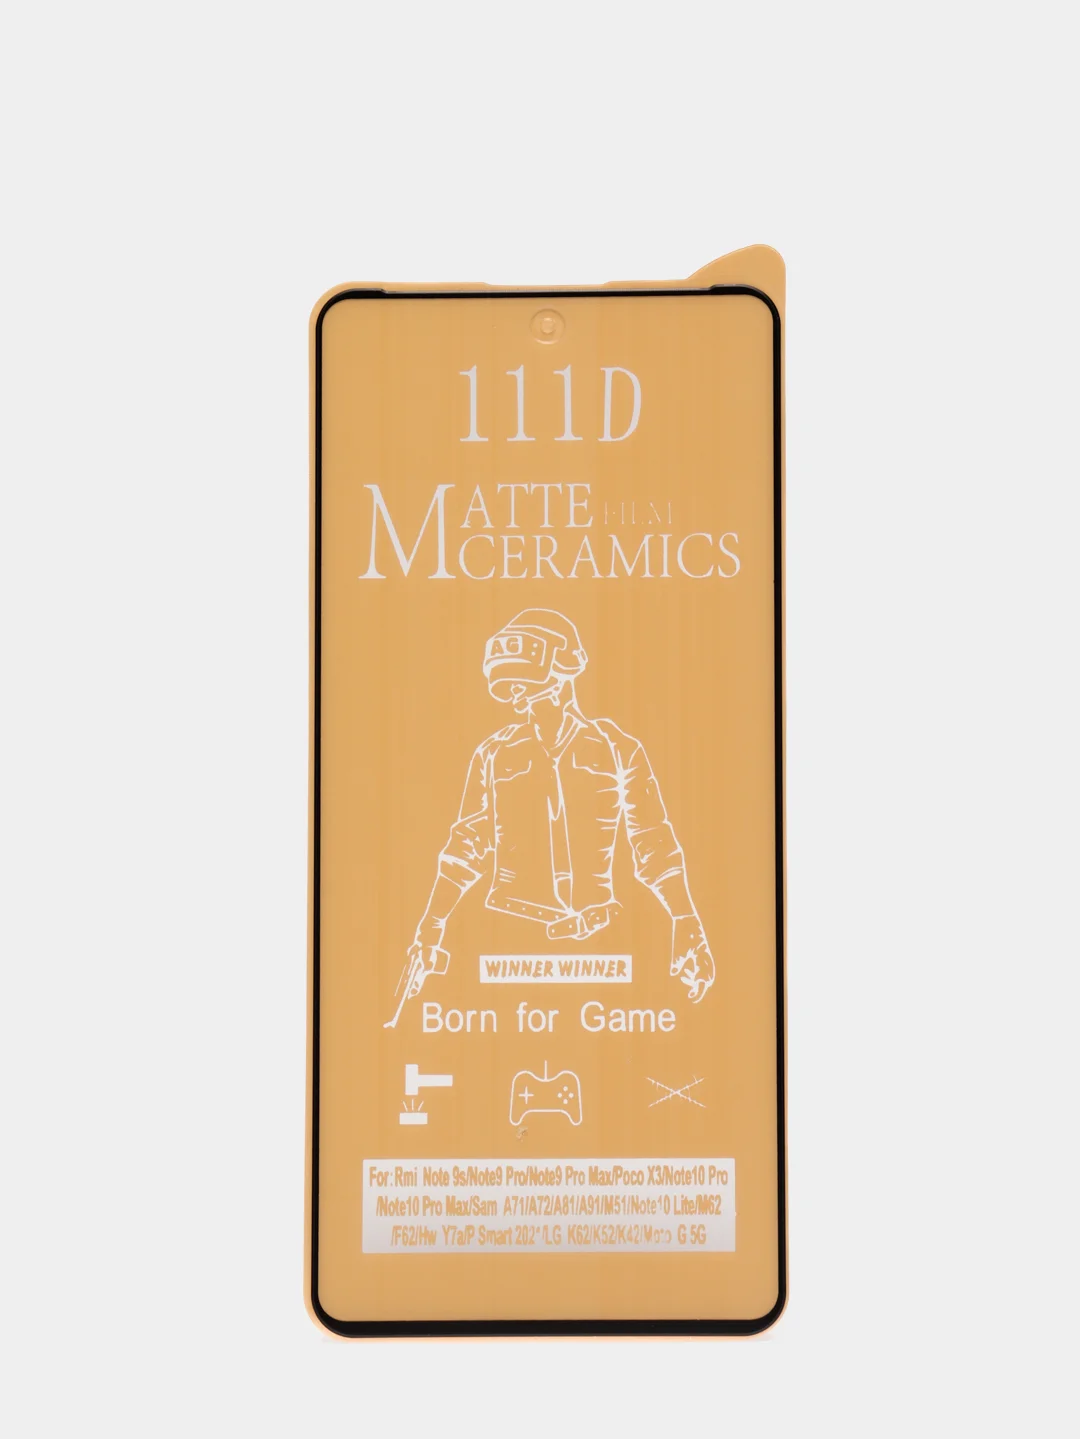 111D
MATTE FILM
CERAMICS
AG
WINNER WINNER
Born for Game
For:Rmi Note 9s/Note9 Pro/Note9 Pro Max/Poco X3/Note10 Pro
/Note10 Pro Max/Sam A71/A72/A81/A91/M51/Note10 Lite/M62
/F62/Hw Y7a/P Smart /LG K62/K52/K42/Moto G 5G